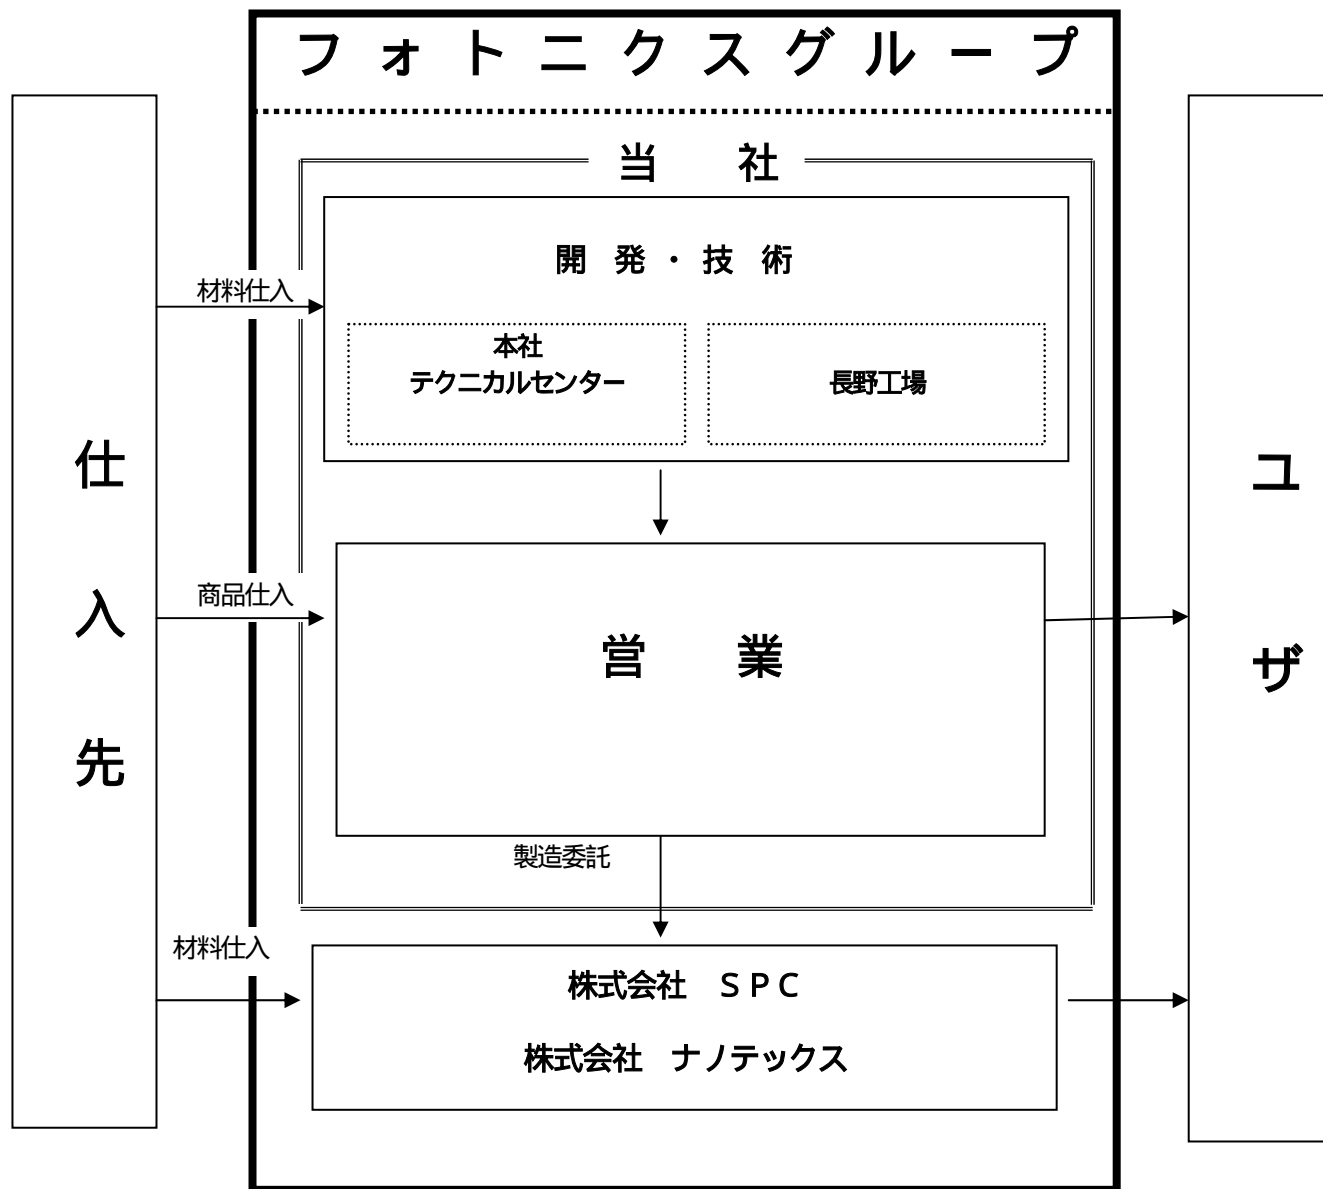 フォトニクスグループ
当　社
開 発 ・ 技 術
材料仕入
本社
テクニカルセンター
長野工場
仕入先
商品仕入
営　業
ユザ
製造委託
材料仕入
株式会社　ＳＰＣ
株式会社　ナノテックス